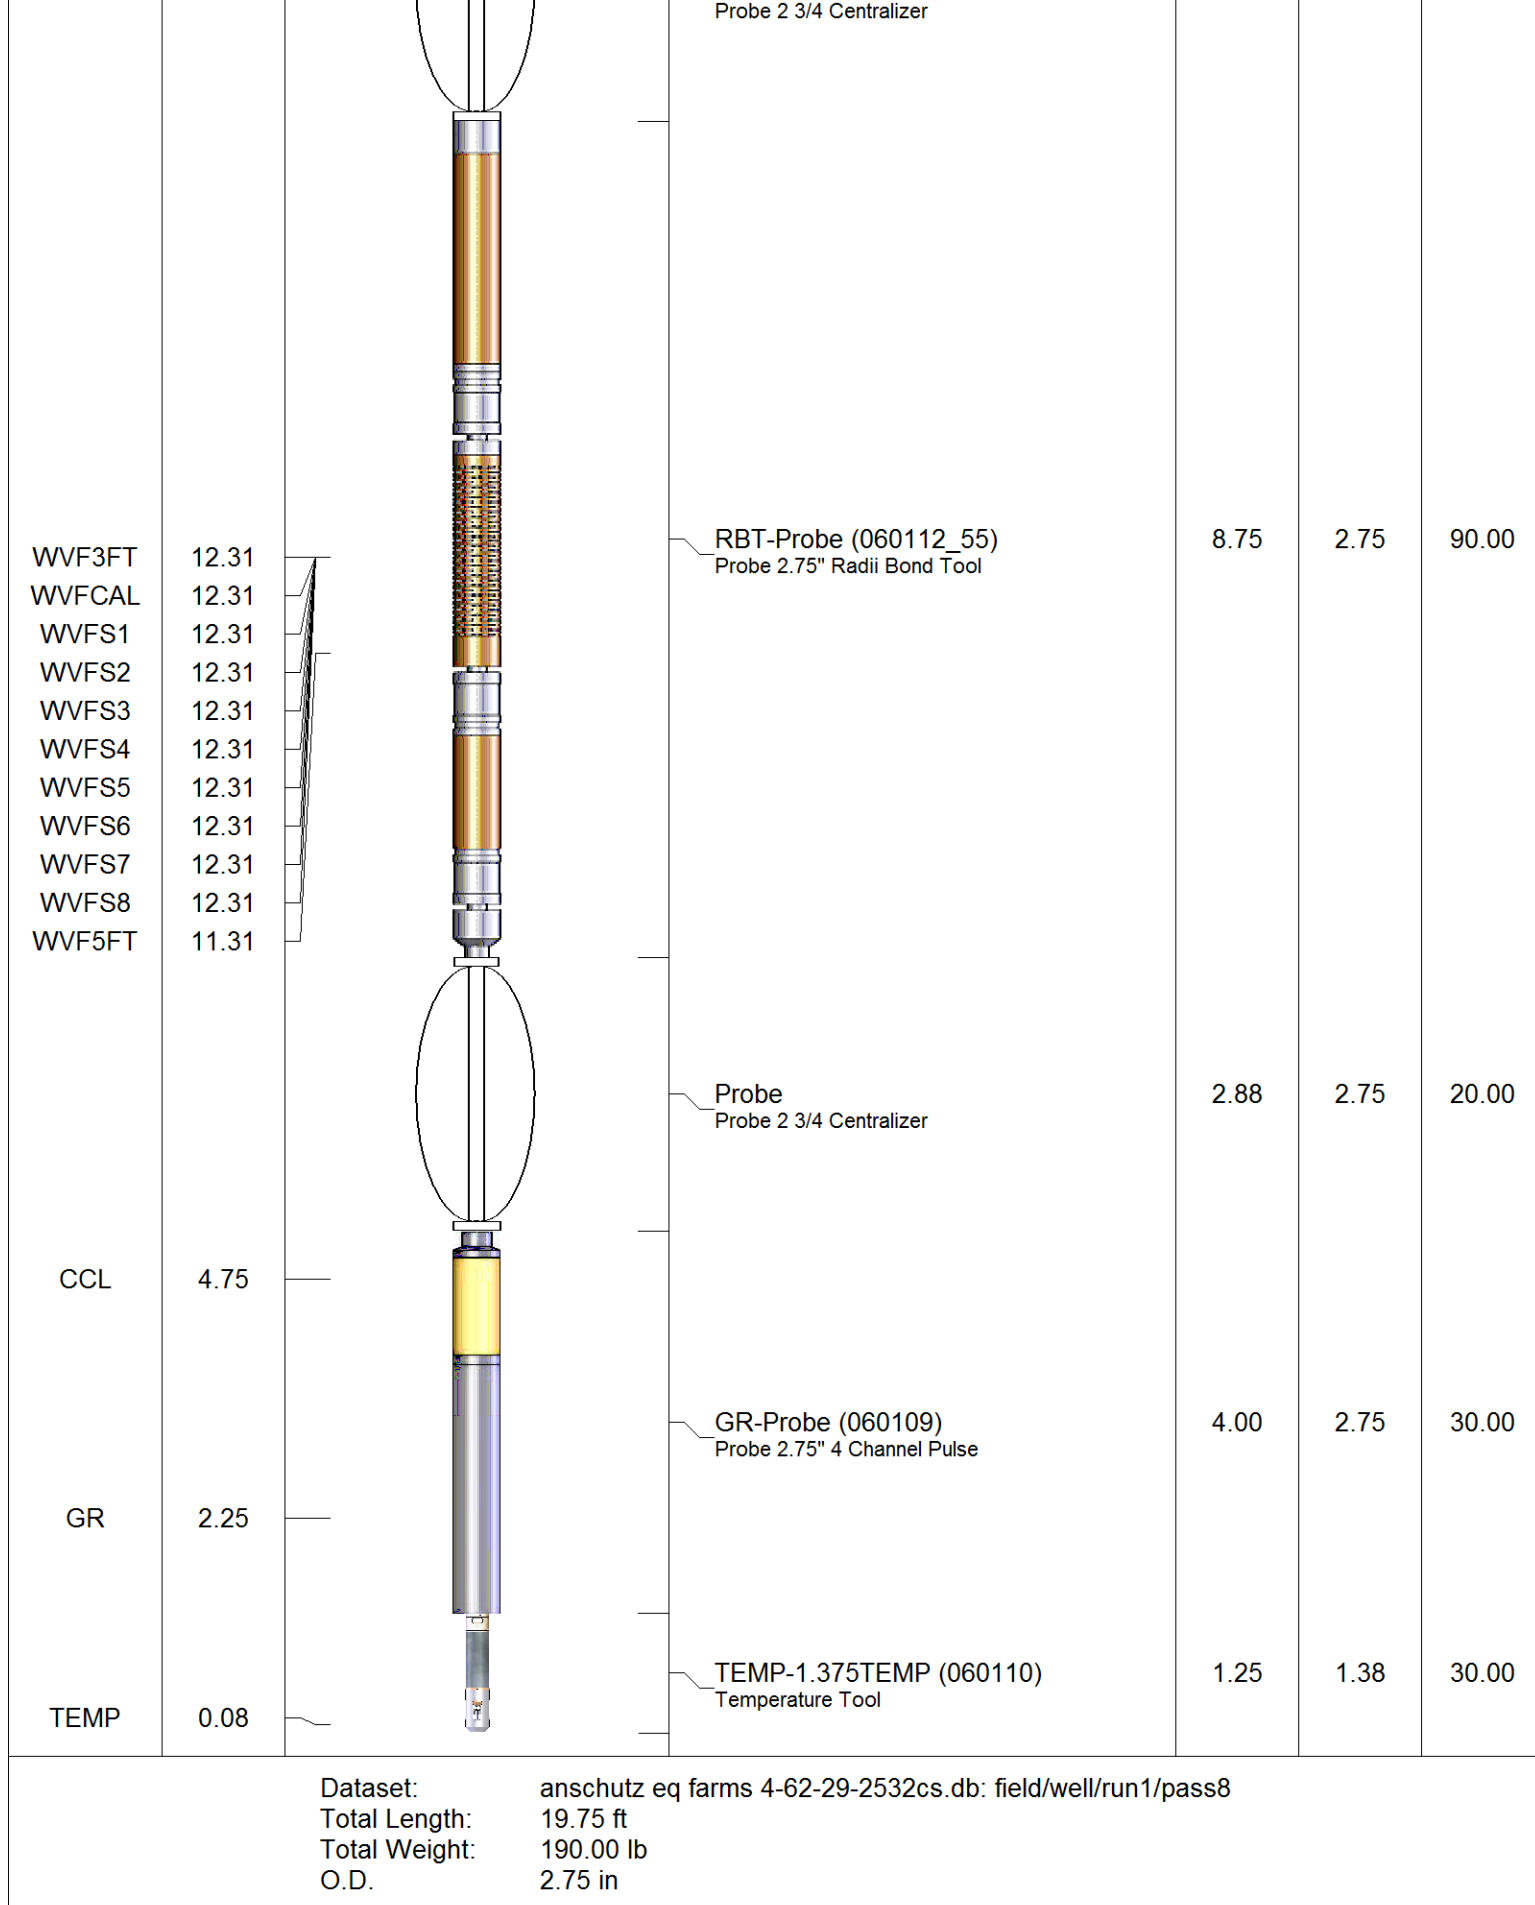 Probe 2 3/4 Centralizer
RBT-Probe (060112_55) 8.75 2.75 90.00
WVF3FT 12.31
Probe 2.75" Radii Bond Tool
WVFCAL 12.31
WVFS1 12.31
WVFS2 12.31
WVFS3 12.31
WVFS4 12.31
WVFS5 12.31
WVFS6 12.31
WVFS7 12.31
WVFS8 12.31
WVF5FT 11.31
Probe 2.88 2.75 20.00
Probe 2 3/4 Centralizer
CCL 4.75
GR-Probe (060109) 4.00 2.75 30.00
Probe 2.75" 4 Channel Pulse
GR 2.25
TEMP-1.375TEMP (060110) 1.25 1.38 30.00
Temperature Tool
TEMP 0.08
Dataset: anschutz eq farms 4-62-29-2532cs.db: field/well/run1/pass8
Total Length: 19.75 ft
Total Weight: 190.00 lb
O.D. 2.75 in